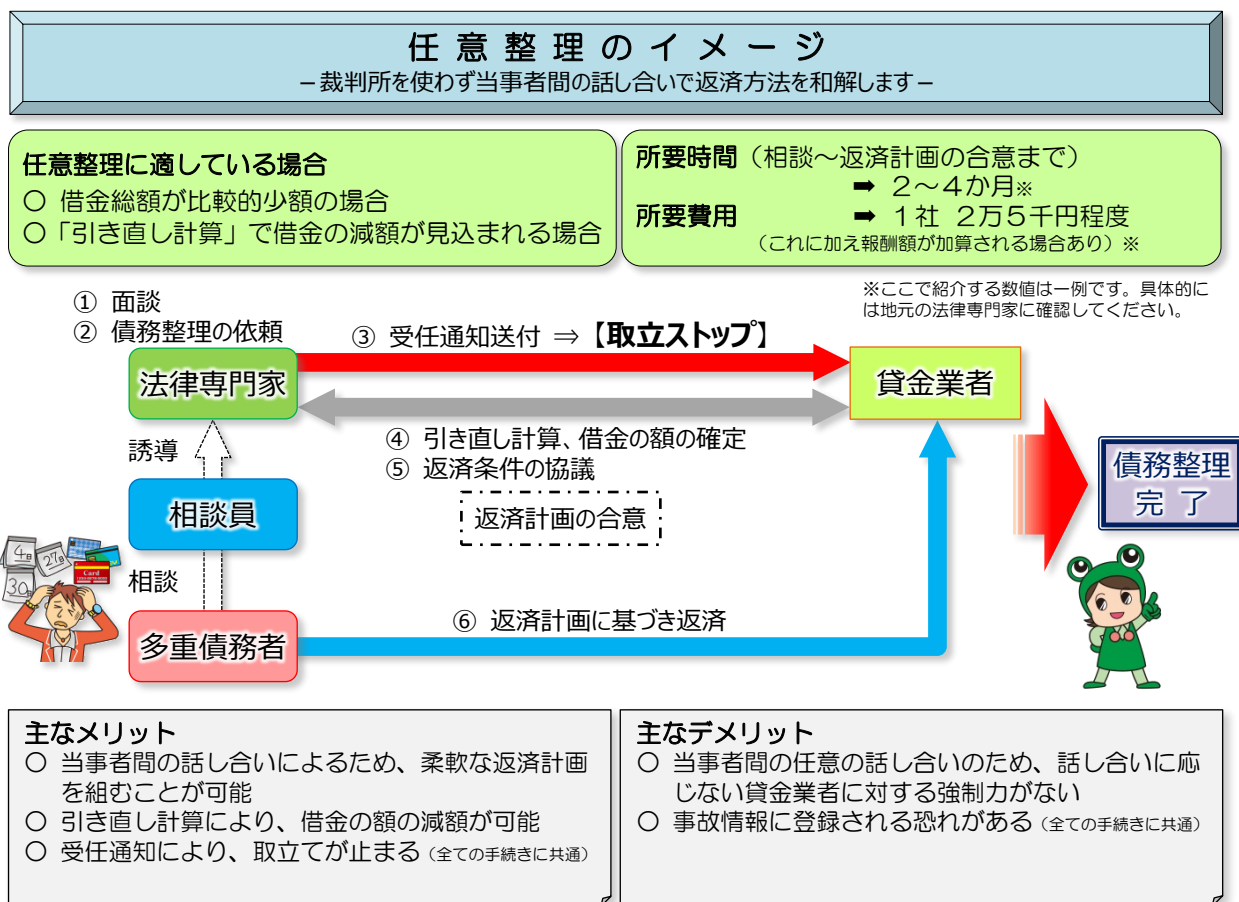 任意整理のイメージ
－裁判所を使わず当事者間の話し合いで返済方法を和解します－
任意整理に適している場合
○ 借金総額が比較的少額の場合
○「引き直し計算」で借金の減額が見込まれる場合
所要時間（相談～返済計画の合意まで）
➡ ２～４か月※
所要費用 ➡ １社 ２万５千円程度
（これに加え報酬額が加算される場合あり）※
※ここで紹介する数値は一例です。具体的に
は地元の法律専門家に確認してください。
① 面談
② 債務整理の依頼
③ 受任通知送付 ⇒【取立ストップ】
法律専門家
貸金業者
④ 引き直し計算、借金の額の確定
⑤ 返済条件の協議
誘導
債務整理
完了
相談員
返済計画の合意
4日
27日
30日
Card
相談
⑥ 返済計画に基づき返済
多重債務者
主なメリット
○ 当事者間の話し合いによるため、柔軟な返済計画
を組むことが可能
○ 引き直し計算により、借金の額の減額が可能
○ 受任通知により、取立てが止まる（全ての手続きに共通）
主なデメリット
○ 当事者間の任意の話し合いのため、話し合いに応
じない貸金業者に対する強制力がない
○ 事故情報に登録される恐れがある（全ての手続きに共通）